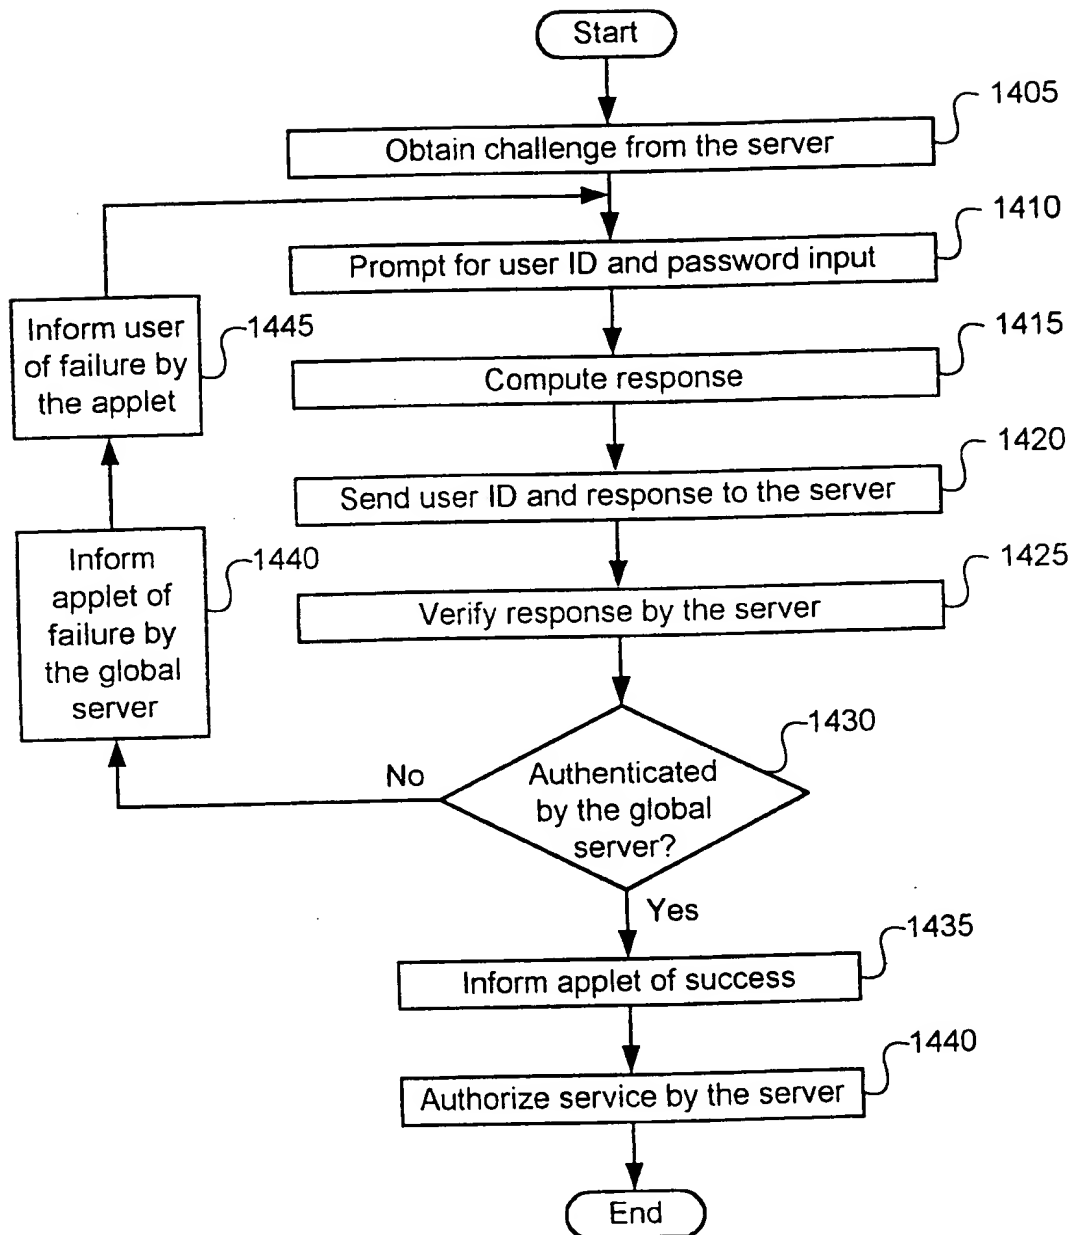 Start
1405
Obtain challenge from the server
1410
Prompt for user ID and password input
1415
Compute response
1420
Send user ID and response to the server
1425
Verify response by the server
1430
Authenticated
by the global
server?
No
Inform
applet of
failure by
the global
server
1440
Inform user
of failure by
the applet
1445
Yes
1435
Inform applet of success
1440
Authorize service by the server
End